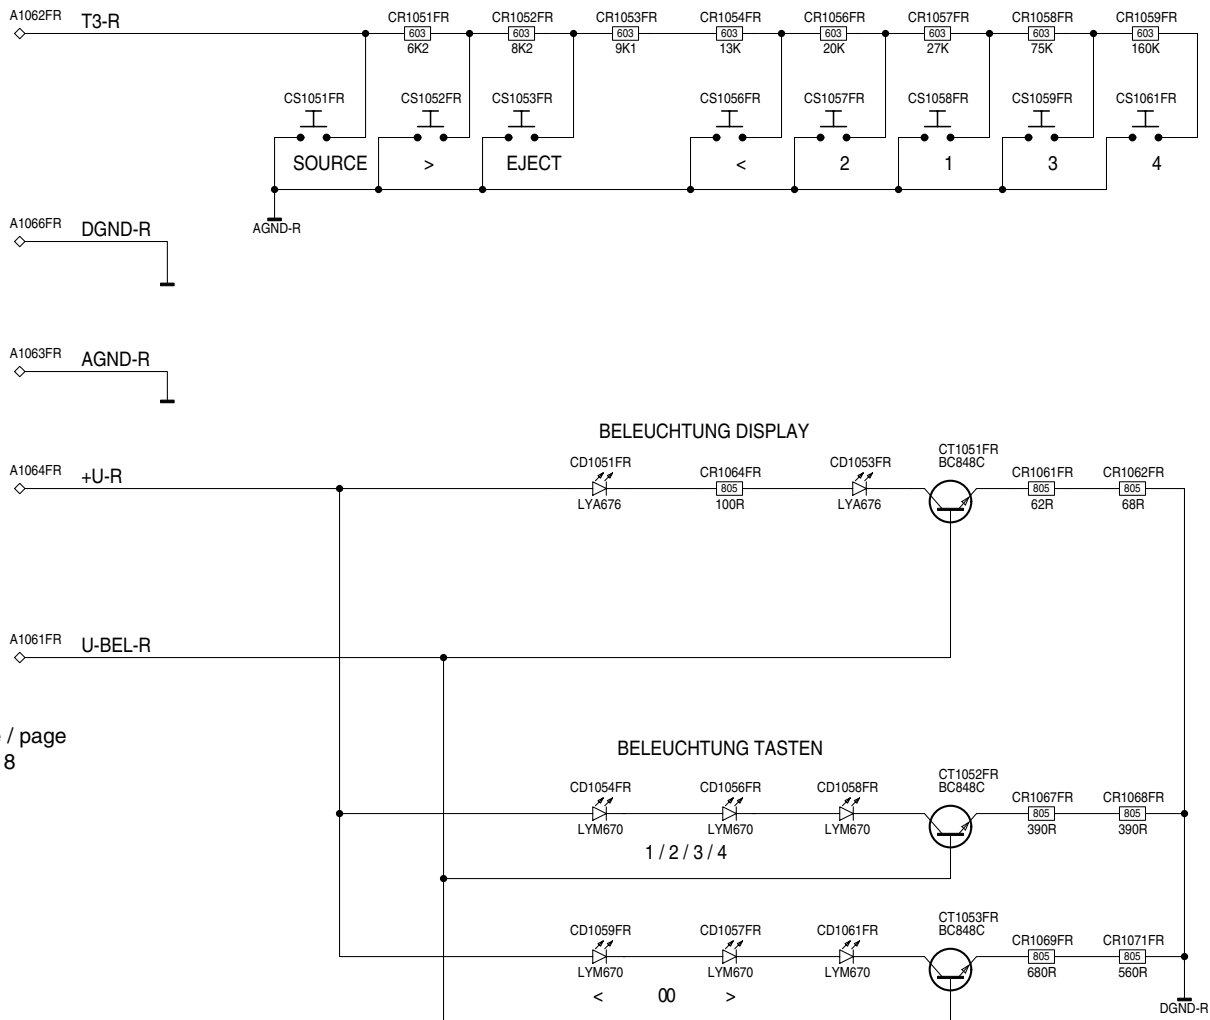 A1062FR T3-R CR1051FR CR1052FR CR1053FR CR1054FR CR1056FR CR1057FR CR1058FR CR1059FR
603 603 603 603 603 603 603 603
6K2 8K2 9K1 13K 20K 27K 75K 160K
CS1051FR CS1052FR CS1053FR CS1056FR CS1057FR CS1058FR CS1059FR CS1061FR
SOURCE > EJECT < 2 1 3 4
AGND-R
A1066FR DGND-R
A1063FR AGND-R
BELEUCHTUNG DISPLAY
A1064FR +U-R CD1051FR CR1064FR CD1053FR CT1051FR CR1061FR CR1062FR
BC848C
805 805 805
LYA676 100R LYA676 62R 68R
A1061FR U-BEL-R
/ page
8
BELEUCHTUNG TASTEN
CD1054FR CD1056FR CD1058FR CT1052FR CR1067FR CR1068FR
BC848C
805 805
LYM670 LYM670 LYM670 390R 390R
1 / 2 / 3 / 4
CD1059FR CD1057FR CD1061FR CT1053FR CR1069FR CR1071FR
BC848C
805 805
LYM670 LYM670 LYM670 680R 560R
< 00 >
DGND-R